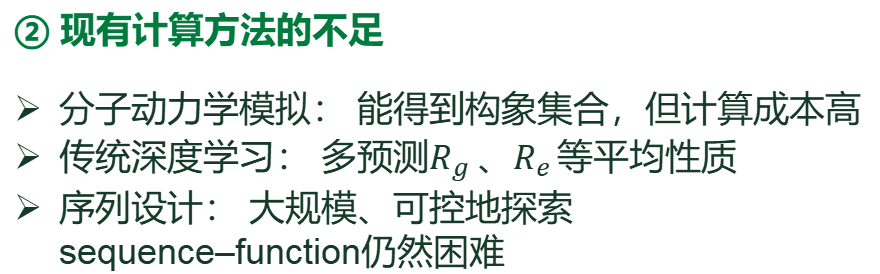 ② 现有计算方法的不足
➢ 分子动力学模拟： 能得到构象集合，但计算成本高
➢ 传统深度学习： 多预测R_g 、R_e 等平均性质
➢ 序列设计： 大规模、可控地探索
sequence–function仍然困难